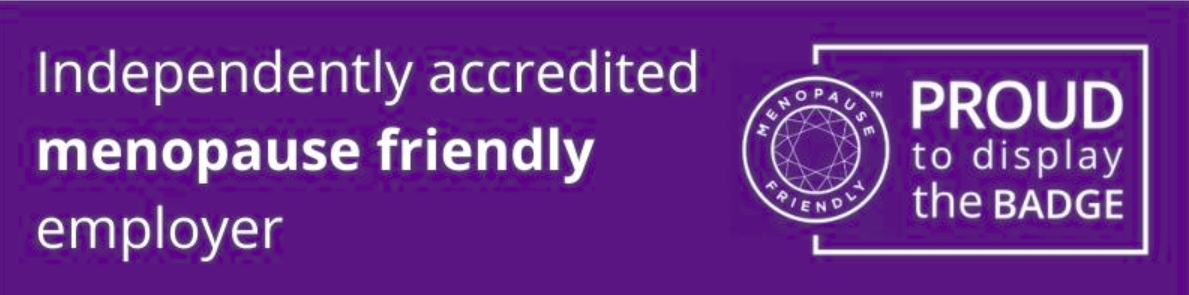 Independently accredited
menopause friendly
employer
MENOPAUSE
FRIENDLY
™
PROUD
to display
the BADGE